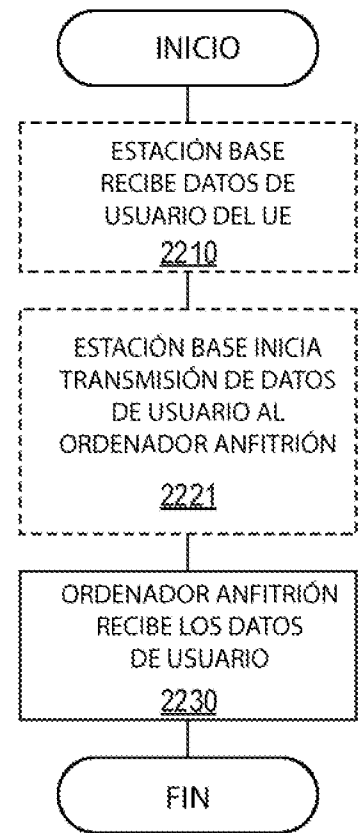 INICIO
ESTACIÓN BASE
RECIBE DATOS DE
USUARIO DEL UE
2210
ESTACIÓN BASE INICIA
TRANSMISIÓN DE DATOS
DE USUARIO AL
ORDENADOR ANFITRIÓN
2221
ORDENADOR ANFITRIÓN
RECIBE LOS DATOS
DE USUARIO
2230
FIN